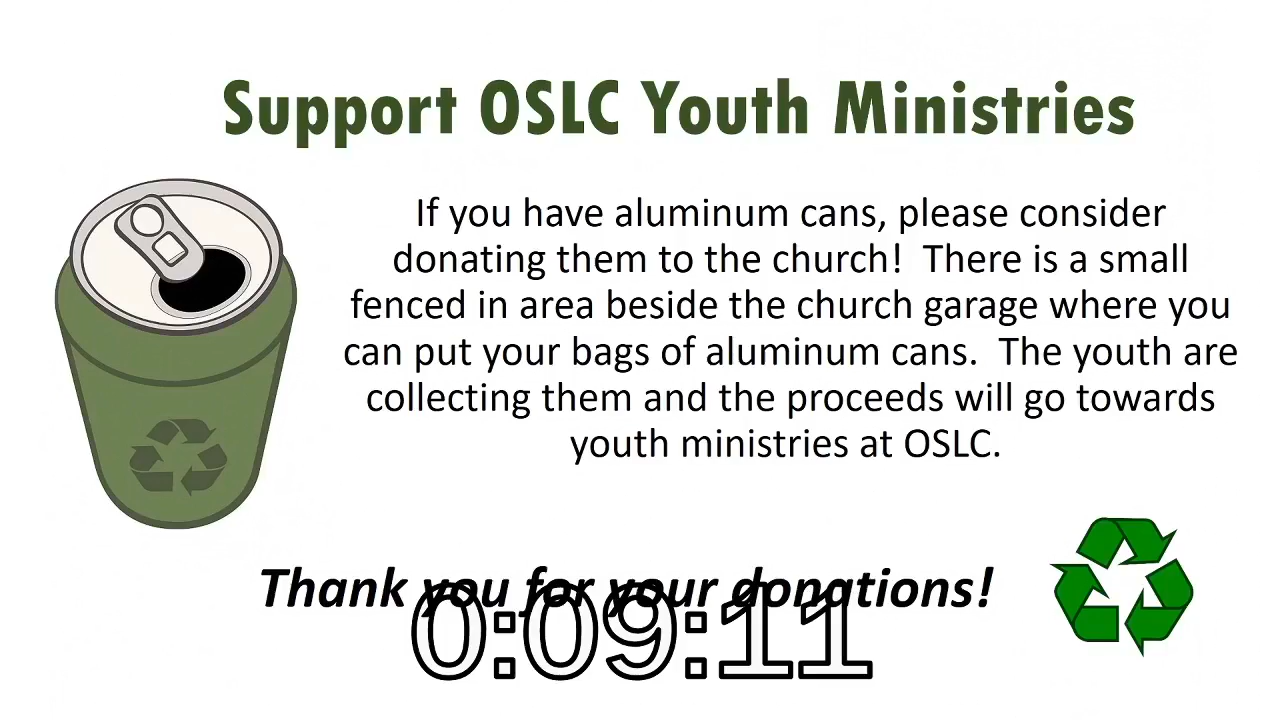 Support OSLC Youth Ministries
If you have aluminum cans, please consider
donating them to the church!  There is a small
fenced in area beside the church garage where you
can put your bags of aluminum cans.  The youth are
collecting them and the proceeds will go towards
youth ministries at OSLC.
Thank you for your donations!
0:09:11